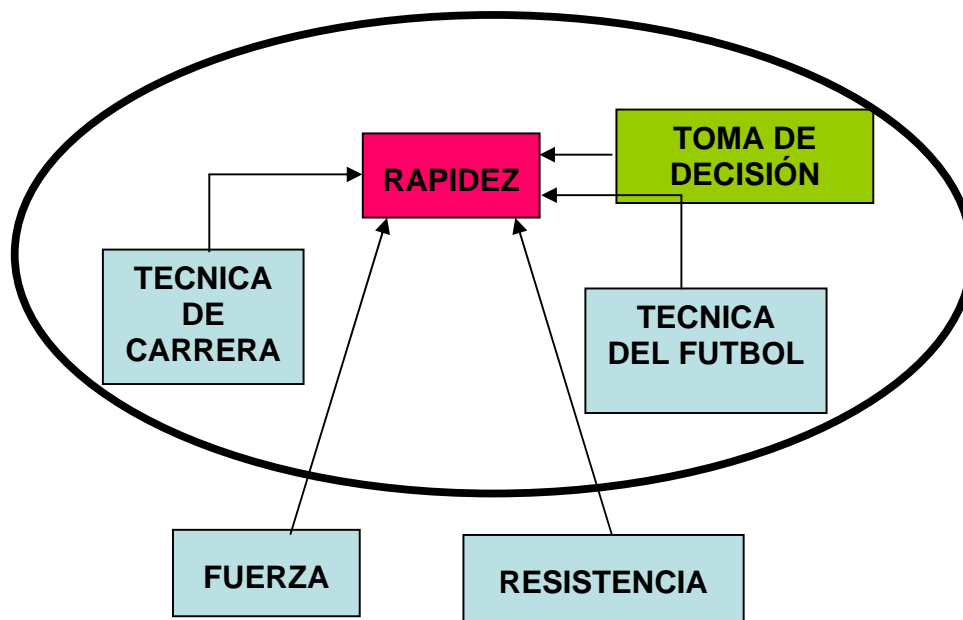 TOMA DE
DECISIÓN
RAPIDEZ
TECNICA
DE
CARRERA
TECNICA
DEL FUTBOL
FUERZA
RESISTENCIA